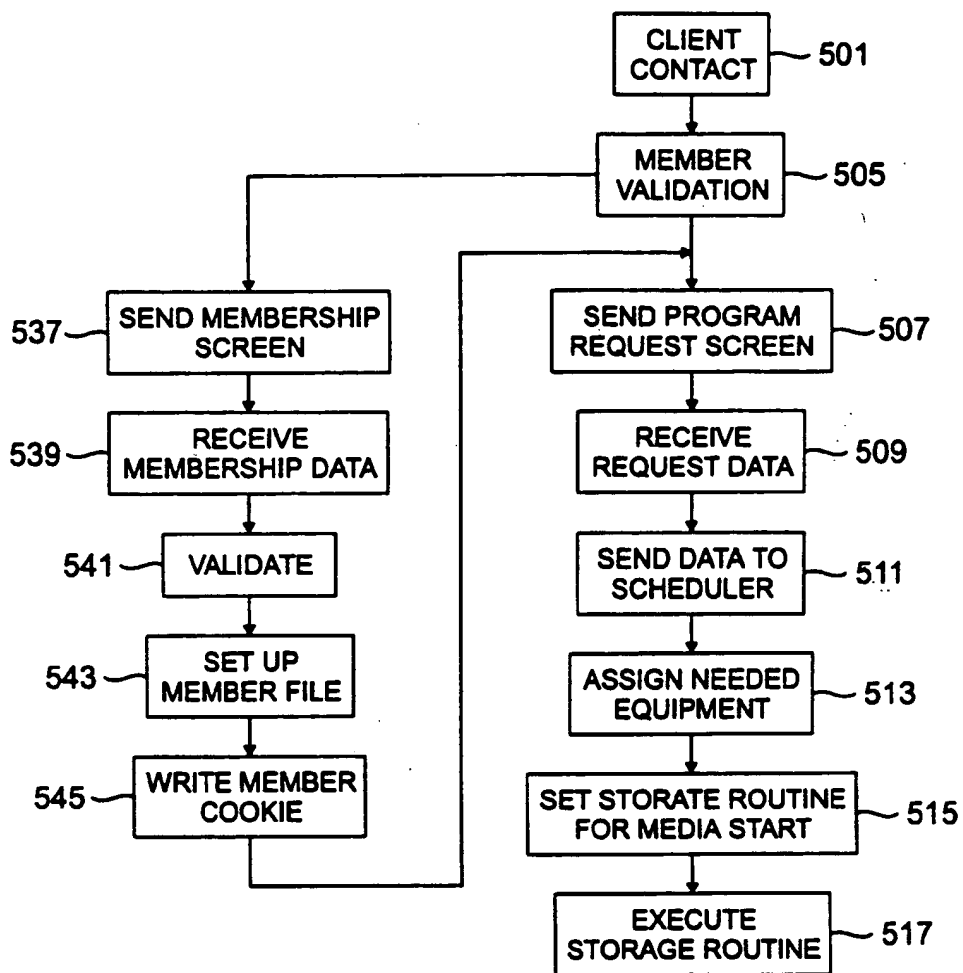 CLIENT
CONTACT
501
MEMBER
VALIDATION
505
SEND MEMBERSHIP
SCREEN
537
SEND PROGRAM
REQUEST SCREEN
507
RECEIVE
MEMBERSHIP DATA
539
RECEIVE
REQUEST DATA
509
VALIDATE
541
SEND DATA TO
SCHEDULER
511
SET UP
MEMBER FILE
543
ASSIGN NEEDED
EQUIPMENT
513
WRITE MEMBER
COOKIE
545
SET STORATE ROUTINE
FOR MEDIA START
515
EXECUTE
STORAGE ROUTINE
517